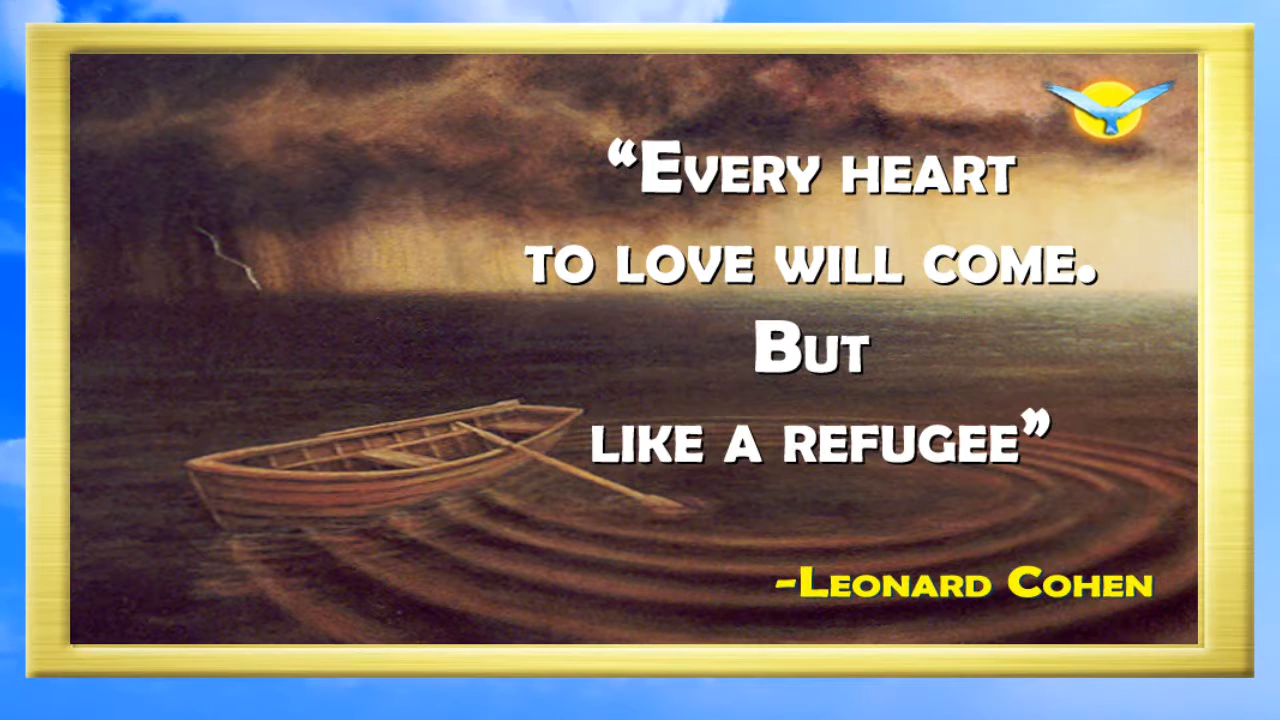 “Every heart
to love will come.
But
like a refugee”
-Leonard Cohen